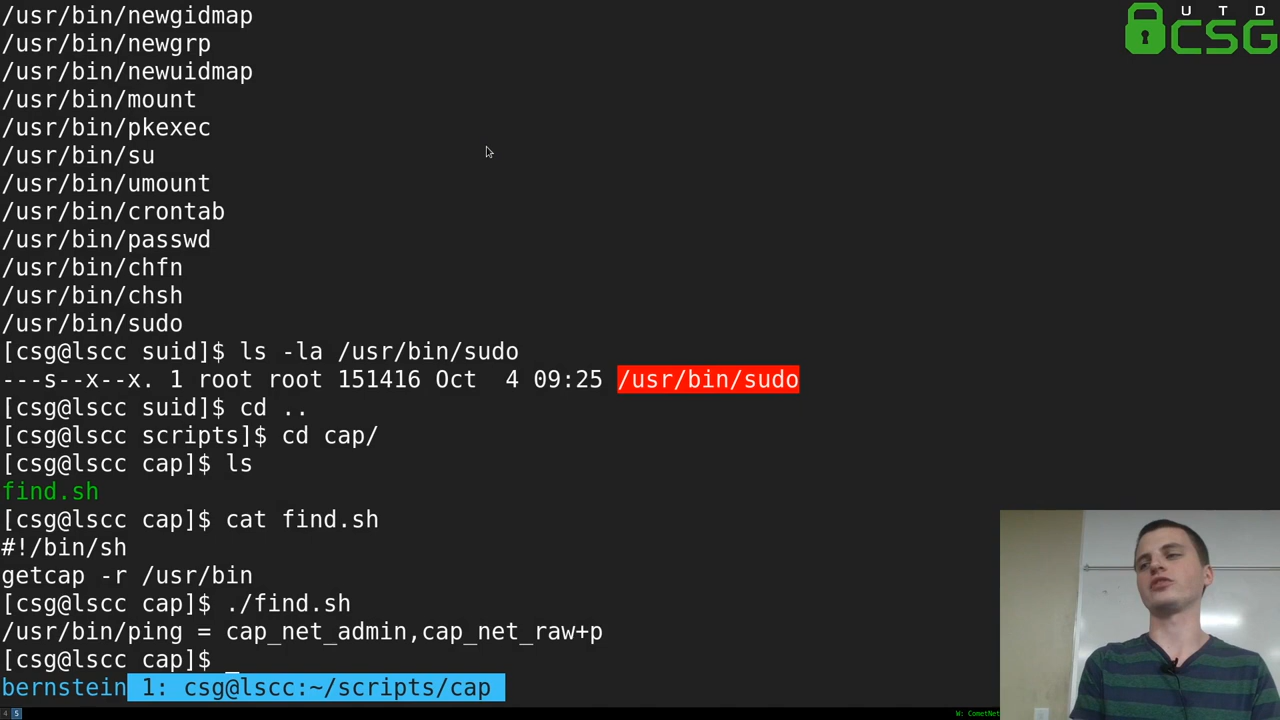 /usr/bin/newgidmap
/usr/bin/newgrp
/usr/bin/newuidmap
/usr/bin/mount
/usr/bin/pkexec
/usr/bin/su
/usr/bin/umount
/usr/bin/crontab
/usr/bin/passwd
/usr/bin/chfn
/usr/bin/chsh
/usr/bin/sudo
[csg@lscc suid]$ ls -la /usr/bin/sudo
---s--x--x. 1 root root 151416 Oct  4 09:25 /usr/bin/sudo
[csg@lscc suid]$ cd ..
[csg@lscc scripts]$ cd cap/
[csg@lscc cap]$ ls
find.sh
[csg@lscc cap]$ cat find.sh
#!/bin/sh
getcap -r /usr/bin
[csg@lscc cap]$ ./find.sh
/usr/bin/ping = cap_net_admin,cap_net_raw+p
[csg@lscc cap]$ _
bernstein 1: csg@lscc:~/scripts/cap
4 5
W: CometNet
UTD
CSG